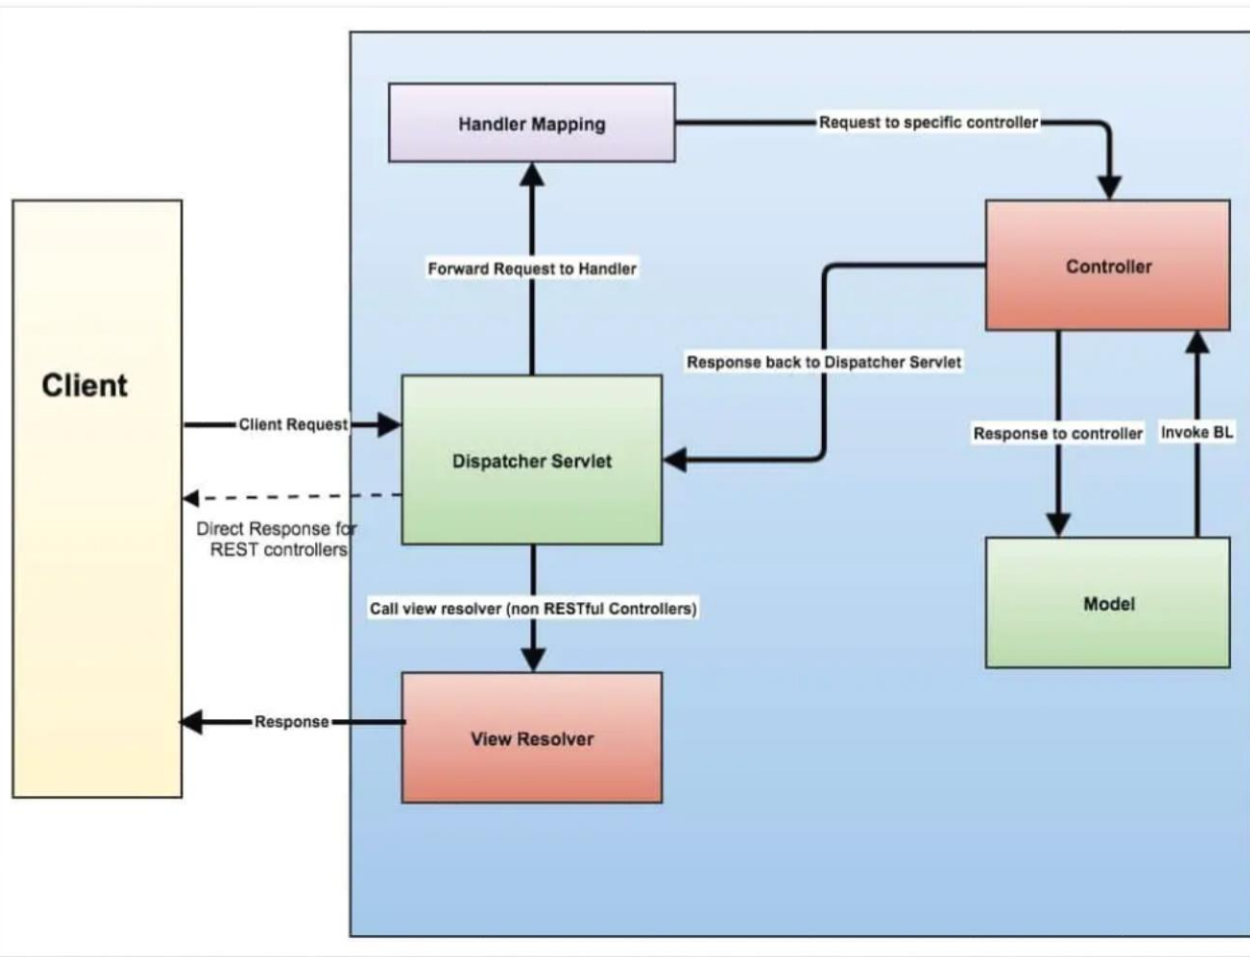 Handler Mapping
Request to specific controller
Forward Request to Handler
Controller
Response back to Dispatcher Servlet
Client
Client Request
Dispatcher Servlet
Response to controller
Invoke BL
Direct Response for
REST controllers
Call view resolver (non RESTful Controllers)
Model
Response
View Resolver